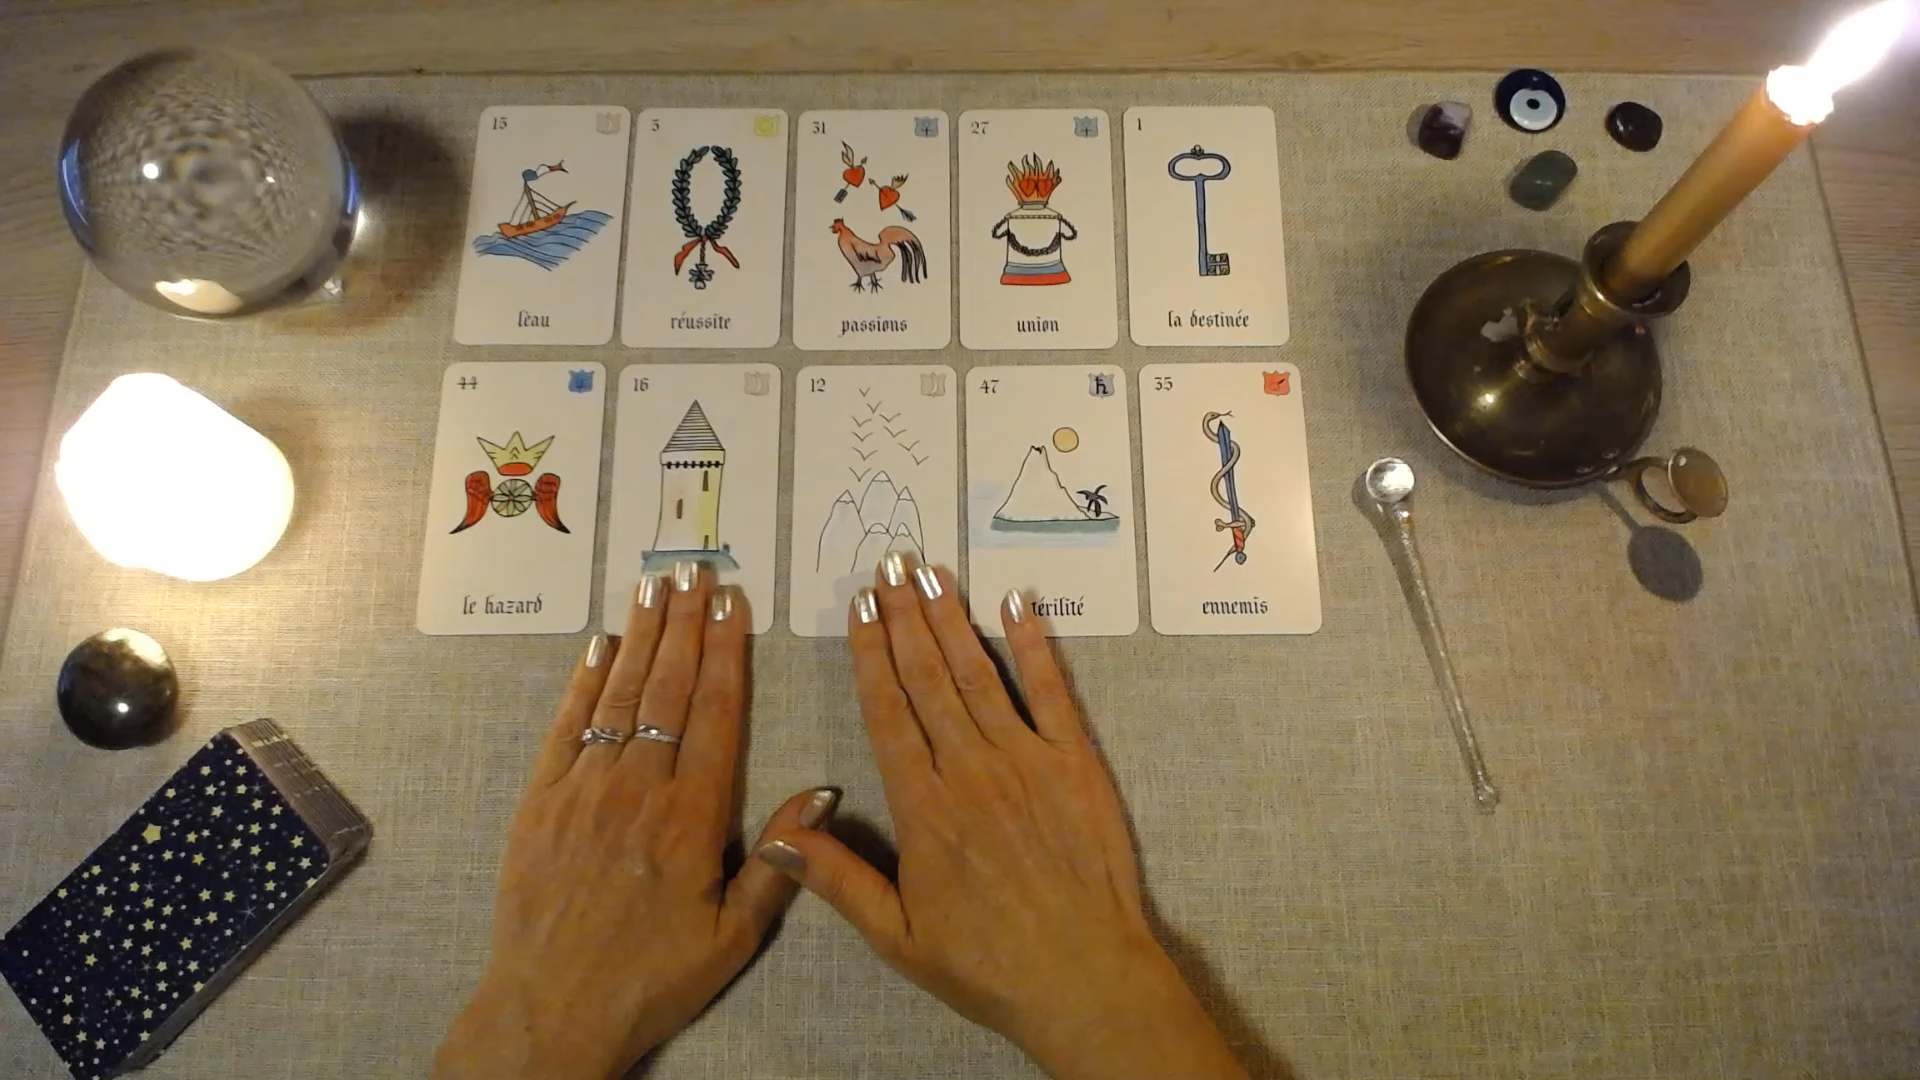 15
lèau
5
réussite
31
passions
27
union
1
la destinée
44
le hazard
16
12
47
térilité
35
ennemis